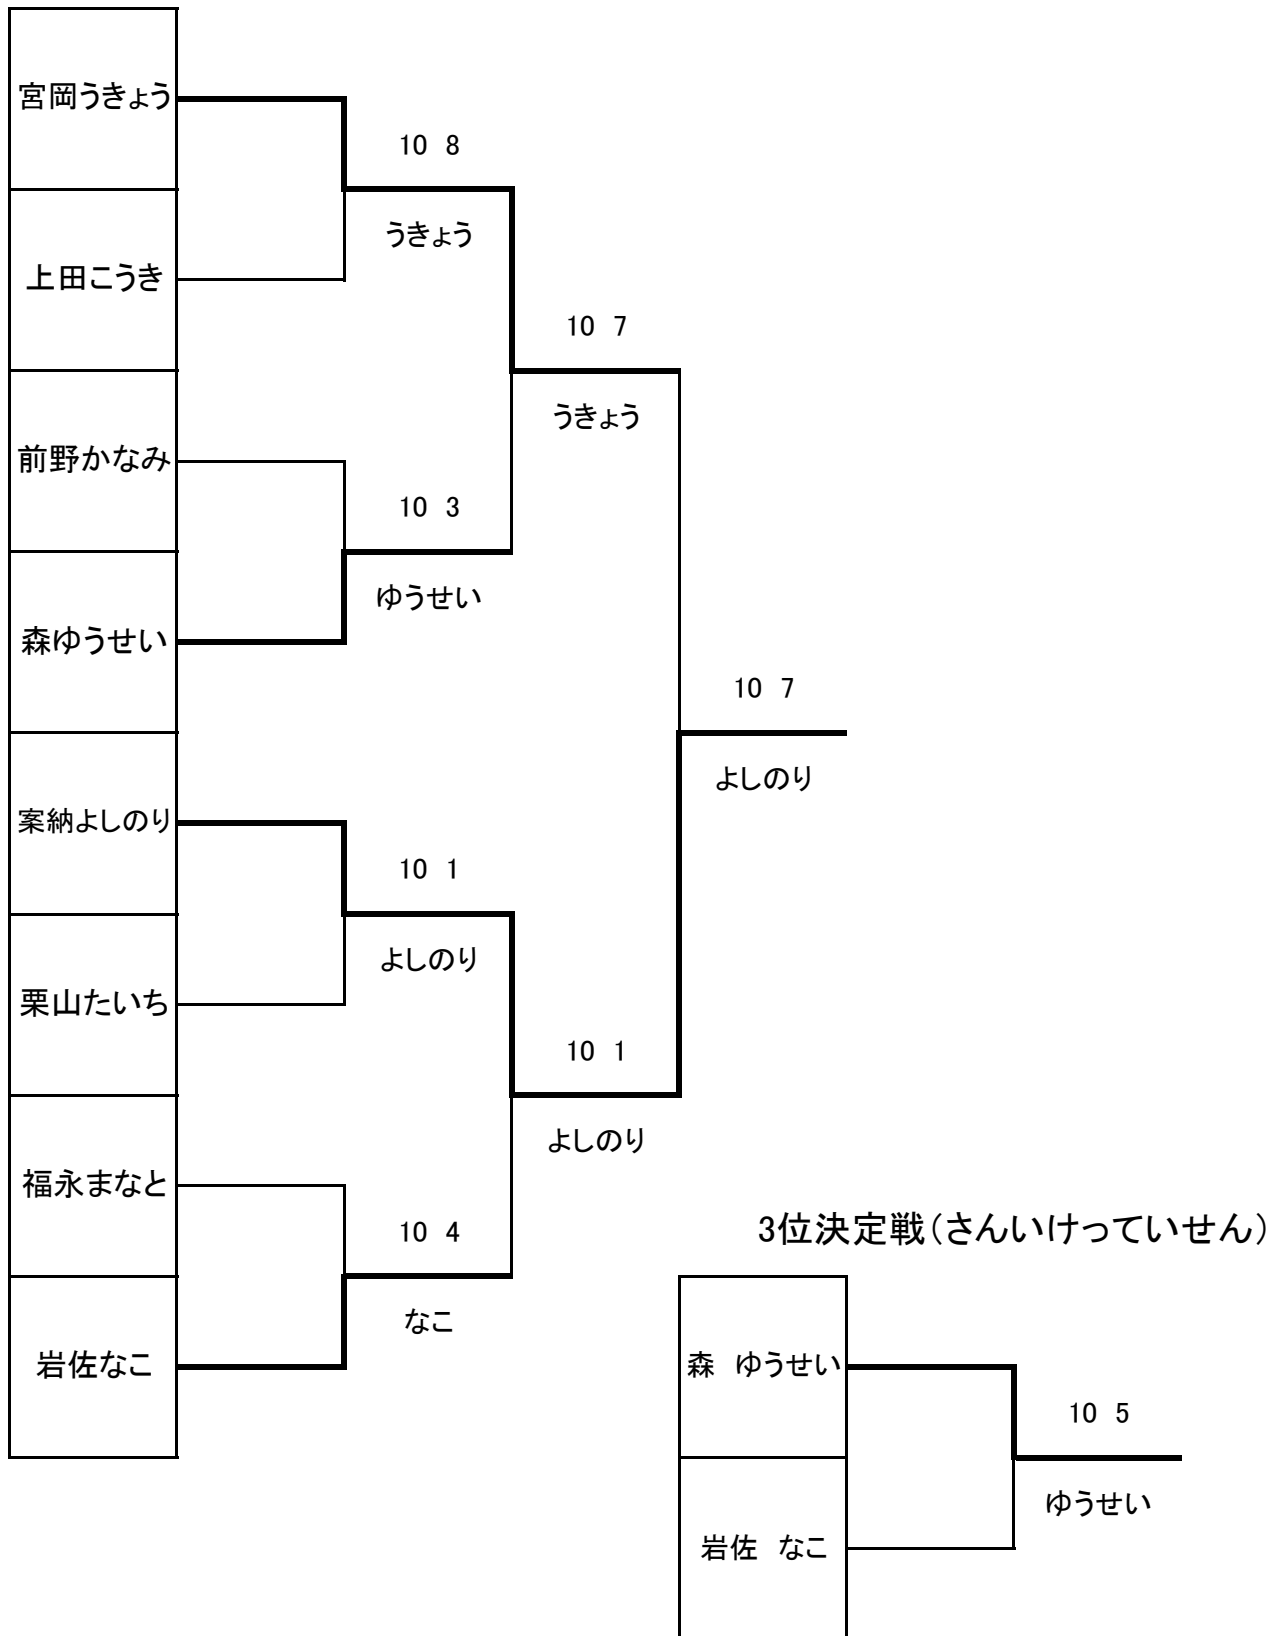 宮岡うきょう
10 8
うきょう
上田こうき
10 7
うきょう
前野かなみ
10 3
ゆうせい
森ゆうせい
10 7
よしのり
案納よしのり
10 1
よしのり
栗山たいち
10 1
よしのり
福永まなと
10 4
なこ
岩佐なこ
3位決定戦(さんいけっていせん)
森 ゆうせい
10 5
ゆうせい
岩佐 なこ